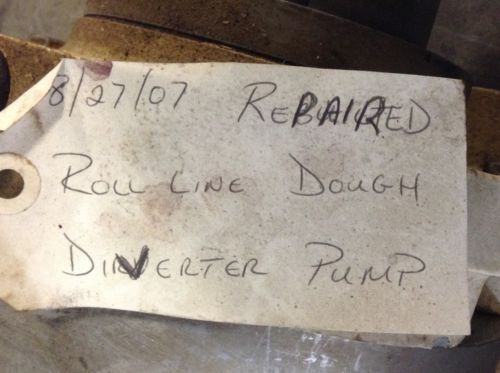 8/27/07 REPAIRED
ROLL LINE DOUGH
DIVERTER PUMP